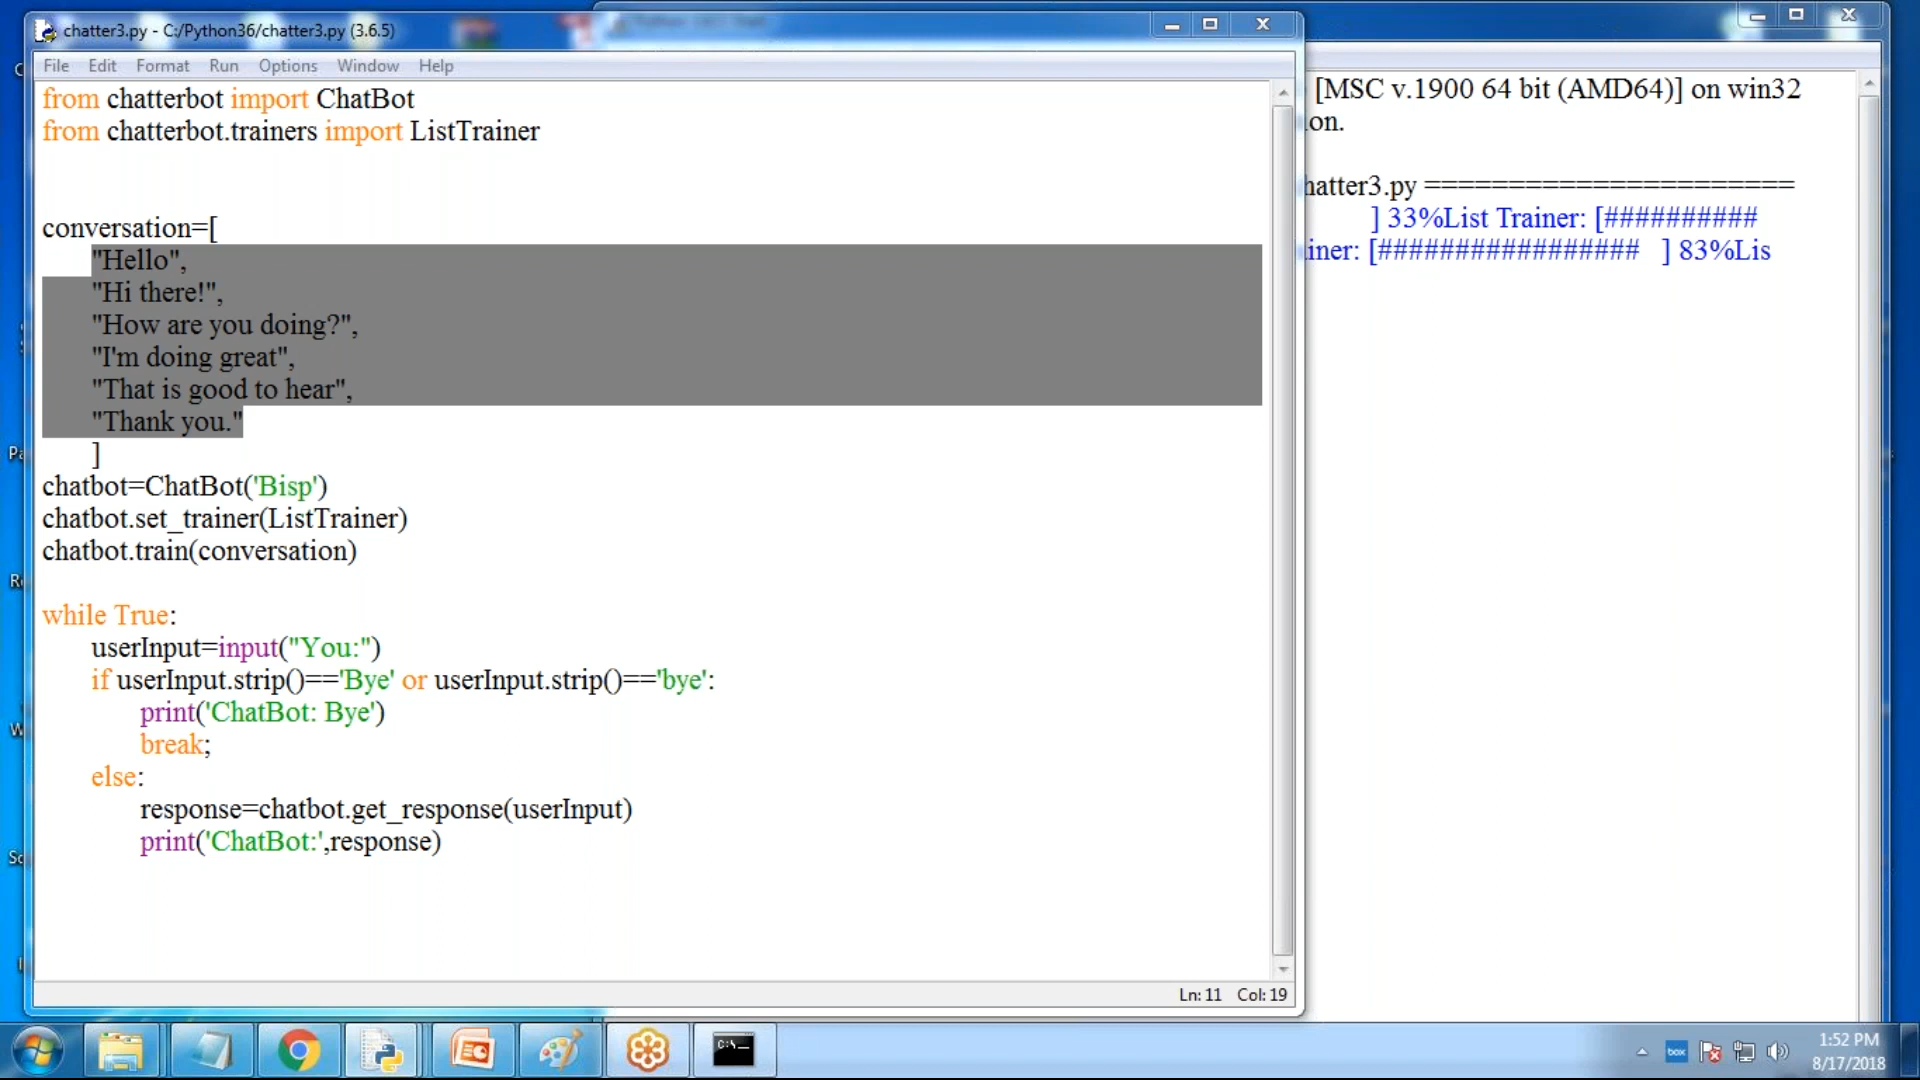 chatter3.py - C:/Python36/chatter3.py (3.6.5)
File Edit Format Run Options Window Help
from chatterbot import ChatBot
from chatterbot.trainers import ListTrainer
conversation=[
"Hello",
"Hi there!",
"How are you doing?",
"I'm doing great",
"That is good to hear",
"Thank you."
]
chatbot=ChatBot('Bisp')
chatbot.set_trainer(ListTrainer)
chatbot.train(conversation)
while True:
userInput=input("You:")
if userInput.strip()=='Bye' or userInput.strip()=='bye':
print('ChatBot: Bye')
break;
else:
response=chatbot.get_response(userInput)
print('ChatBot:',response)
Ln: 11 Col: 19
[MSC v.1900 64 bit (AMD64)] on win32
on.
hatter3.py ======================
] 33%List Trainer: [##########
iner: [################# ] 83%Lis
box
1:52 PM
8/17/2018